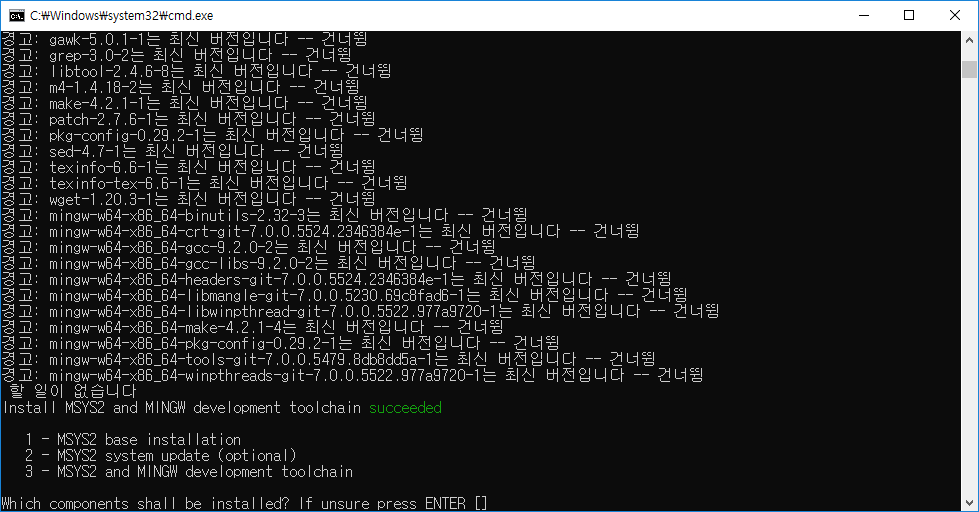 C:₩Windows₩system32₩cmd.exe
경고: gawk-5.0.1-1는 최신 버전입니다 -- 건너뜀
경고: grep-3.0-2는 최신 버전입니다 -- 건너뜀
경고: libtool-2.4.6-8는 최신 버전입니다 -- 건너뜀
경고: m4-1.4.18-2는 최신 버전입니다 -- 건너뜀
경고: make-4.2.1-1는 최신 버전입니다 -- 건너뜀
경고: patch-2.7.6-1는 최신 버전입니다 -- 건너뜀
경고: pkg-config-0.29.2-1는 최신 버전입니다 -- 건너뜀
경고: sed-4.7-1는 최신 버전입니다 -- 건너뜀
경고: texinfo-6.6-1는 최신 버전입니다 -- 건너뜀
경고: texinfo-tex-6.6-1는 최신 버전입니다 -- 건너뜀
경고: wget-1.20.3-1는 최신 버전입니다 -- 건너뜀
경고: mingw-w64-x86_64-binutils-2.32-3는 최신 버전입니다 -- 건너뜀
경고: mingw-w64-x86_64-crt-git-7.0.0.5524.2346384e-1는 최신 버전입니다 -- 건너뜀
경고: mingw-w64-x86_64-gcc-9.2.0-2는 최신 버전입니다 -- 건너뜀
경고: mingw-w64-x86_64-gcc-libs-9.2.0-2는 최신 버전입니다 -- 건너뜀
경고: mingw-w64-x86_64-headers-git-7.0.0.5524.2346384e-1는 최신 버전입니다 -- 건너뜀
경고: mingw-w64-x86_64-libmangle-git-7.0.0.5230.69c8fad6-1는 최신 버전입니다 -- 건너뜀
경고: mingw-w64-x86_64-libwinpthread-git-7.0.0.5522.977a9720-1는 최신 버전입니다 -- 건너뜀
경고: mingw-w64-x86_64-make-4.2.1-4는 최신 버전입니다 -- 건너뜀
경고: mingw-w64-x86_64-pkg-config-0.29.2-1는 최신 버전입니다 -- 건너뜀
경고: mingw-w64-x86_64-tools-git-7.0.0.5479.8db8dd5a-1는 최신 버전입니다 -- 건너뜀
경고: mingw-w64-x86_64-winpthreads-git-7.0.0.5522.977a9720-1는 최신 버전입니다 -- 건너뜀
할 일이 없습니다
Install MSYS2 and MINGW development toolchain succeeded
1 - MSYS2 base installation
2 - MSYS2 system update (optional)
3 - MSYS2 and MINGW development toolchain
Which components shall be installed? If unsure press ENTER []